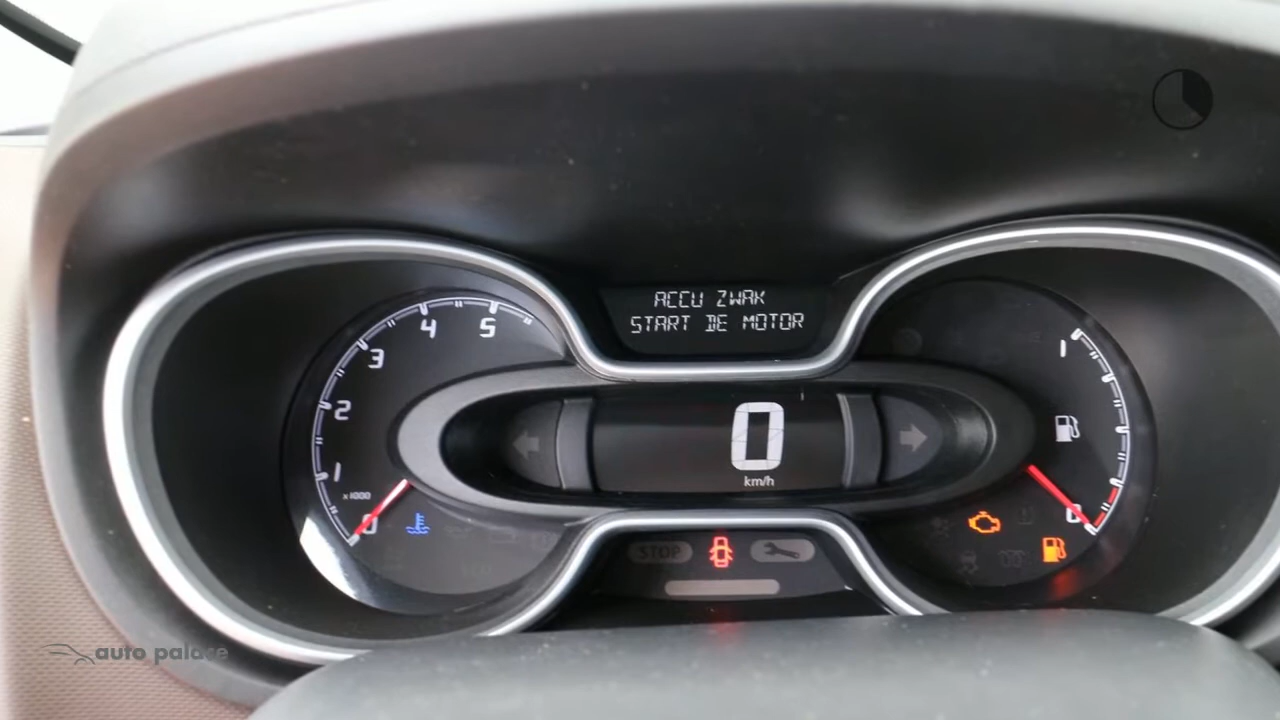 ACCU ZWAK
START DE MOTOR
5
4
3
2
1
x1000
0
0
km/h
1
0
STOP
auto palace